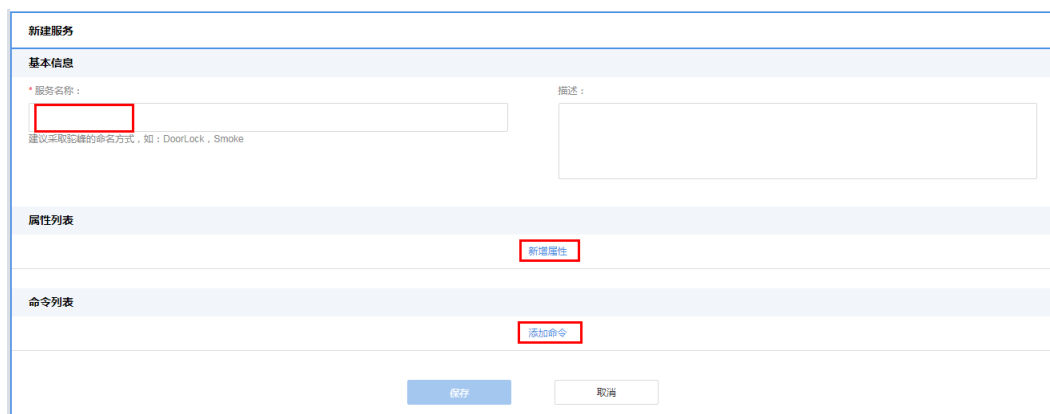 新建服务
基本信息
* 服务名称：
描述：
建议采取驼峰的命名方式，如：DoorLock，Smoke
属性列表
新增属性
命令列表
添加命令
保存
取消